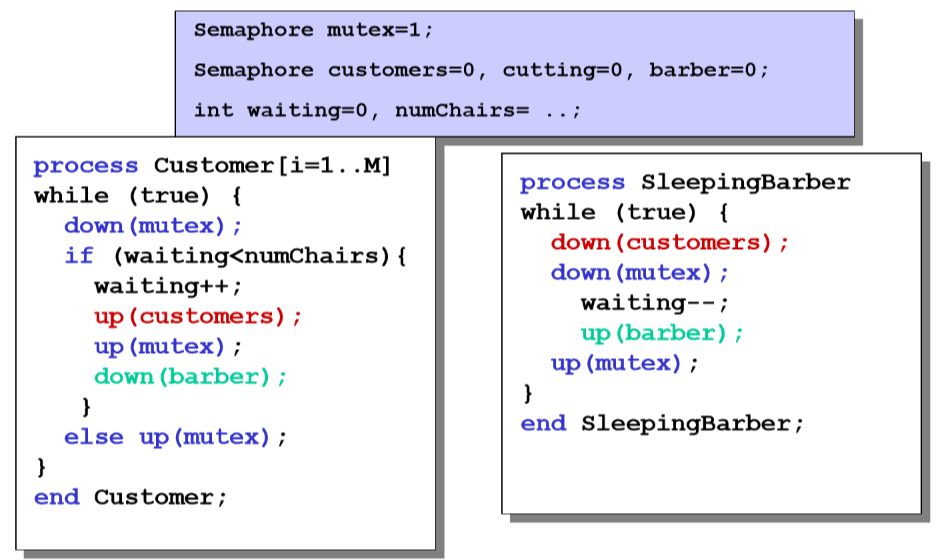 Semaphore mutex=1;
Semaphore customers=0, cutting=0, barber=0;
int waiting=0, numChairs= ..;
process Customer[i=1..M]
while (true) {
down(mutex);
if (waiting<numChairs){
waiting++;
up(customers);
up(mutex);
down(barber);
}
else up(mutex);
}
end Customer;
process SleepingBarber
while (true) {
down(customers);
down(mutex);
waiting--;
up(barber);
up(mutex);
}
end SleepingBarber;